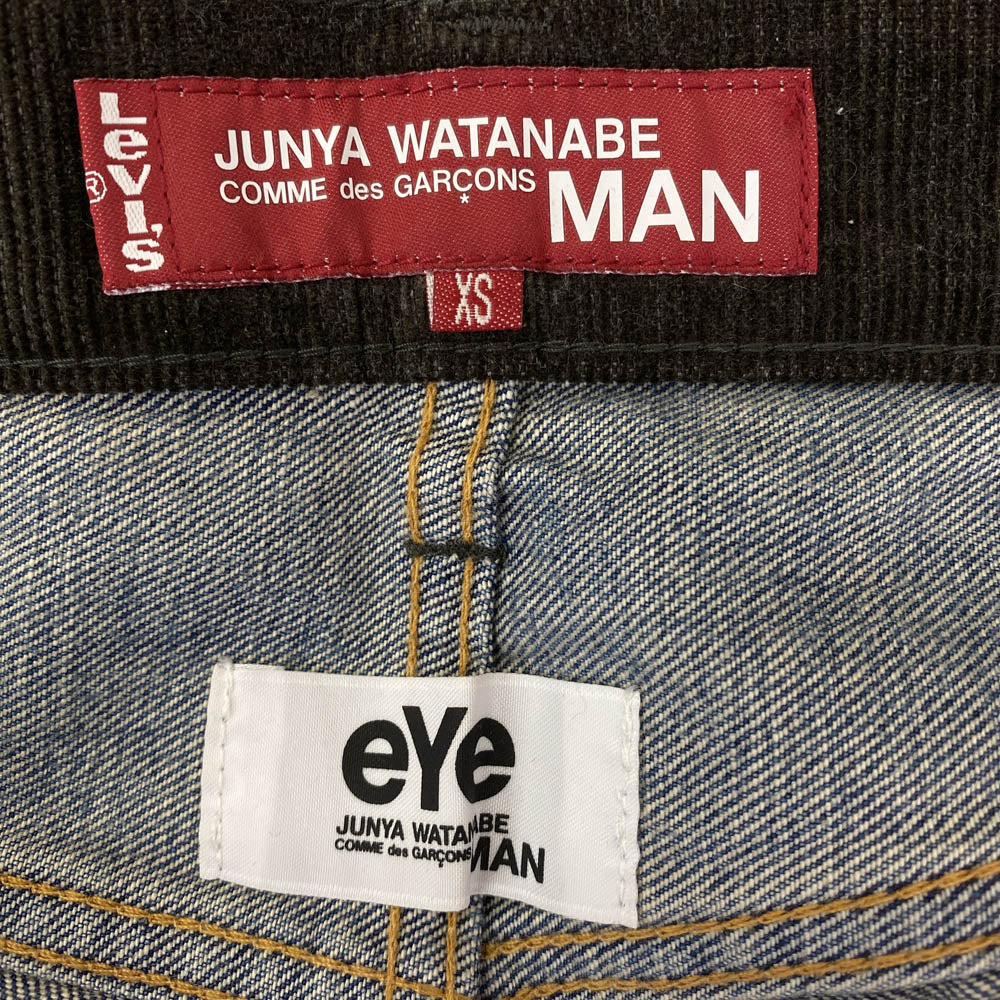 Levi's®
JUNYA WATANABE
COMME des GARÇONS
*
MAN
XS
eYe
JUNYA WATANABE
COMME des GARÇONS
MAN